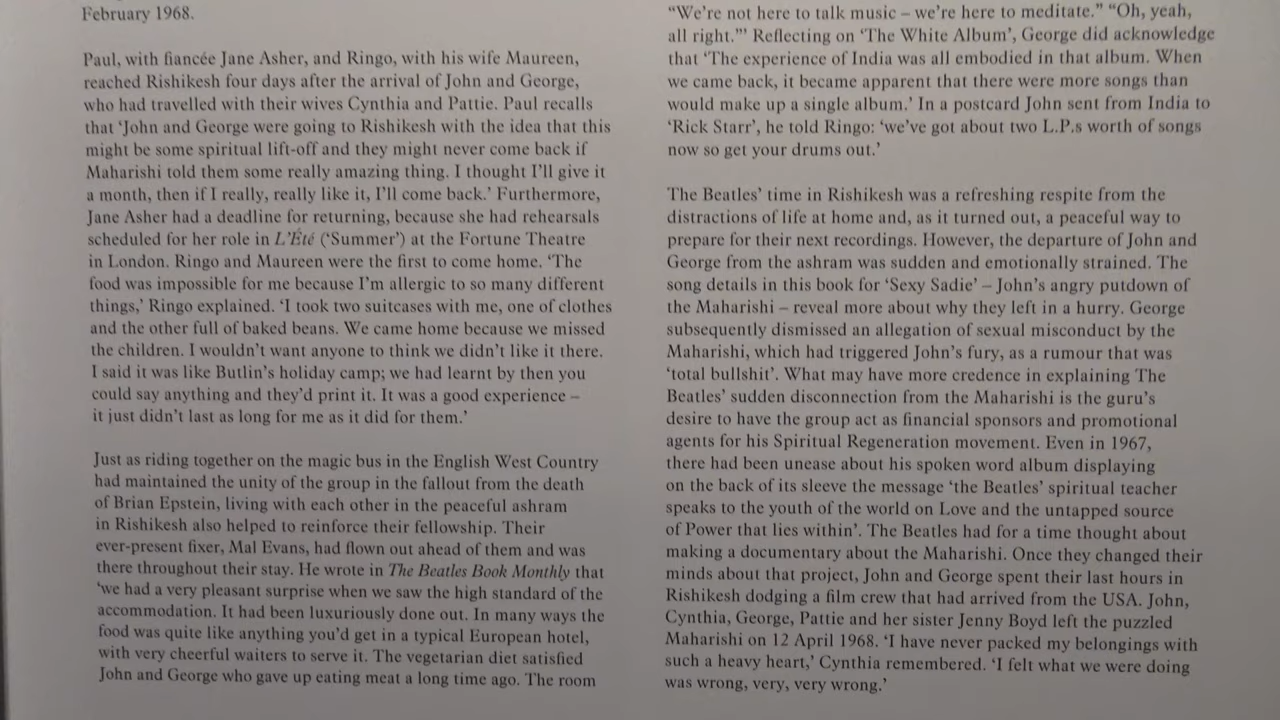 February 1968.
Paul, with fiancée Jane Asher, and Ringo, with his wife Maureen,
reached Rishikesh four days after the arrival of John and George,
who had travelled with their wives Cynthia and Pattie. Paul recalls
that ‘John and George were going to Rishikesh with the idea that this
might be some spiritual lift-off and they might never come back if
Maharishi told them some really amazing thing. I thought I’ll give it
a month, then if I really, really like it, I’ll come back.’ Furthermore,
Jane Asher had a deadline for returning, because she had rehearsals
scheduled for her role in L’Été (‘Summer’) at the Fortune Theatre
in London. Ringo and Maureen were the first to come home. ‘The
food was impossible for me because I’m allergic to so many different
things,’ Ringo explained. ‘I took two suitcases with me, one of clothes
and the other full of baked beans. We came home because we missed
the children. I wouldn’t want anyone to think we didn’t like it there.
I said it was like Butlin’s holiday camp; we had learnt by then you
could say anything and they’d print it. It was a good experience –
it just didn’t last as long for me as it did for them.’
Just as riding together on the magic bus in the English West Country
had maintained the unity of the group in the fallout from the death
of Brian Epstein, living with each other in the peaceful ashram
in Rishikesh also helped to reinforce their fellowship. Their
ever-present fixer, Mal Evans, had flown out ahead of them and was
there throughout their stay. He wrote in The Beatles Book Monthly that
‘we had a very pleasant surprise when we saw the high standard of the
accommodation. It had been luxuriously done out. In many ways the
food was quite like anything you’d get in a typical European hotel,
with very cheerful waiters to serve it. The vegetarian diet satisfied
John and George who gave up eating meat a long time ago. The room
“We’re not here to talk music – we’re here to meditate.” “Oh, yeah,
all right.”’ Reflecting on ‘The White Album’, George did acknowledge
that ‘The experience of India was all embodied in that album. When
we came back, it became apparent that there were more songs than
would make up a single album.’ In a postcard John sent from India to
‘Rick Starr’, he told Ringo: ‘we’ve got about two L.P.s worth of songs
now so get your drums out.’
The Beatles’ time in Rishikesh was a refreshing respite from the
distractions of life at home and, as it turned out, a peaceful way to
prepare for their next recordings. However, the departure of John and
George from the ashram was sudden and emotionally strained. The
song details in this book for ‘Sexy Sadie’ – John’s angry putdown of
the Maharishi – reveal more about why they left in a hurry. George
subsequently dismissed an allegation of sexual misconduct by the
Maharishi, which had triggered John’s fury, as a rumour that was
‘total bullshit’. What may have more credence in explaining The
Beatles’ sudden disconnection from the Maharishi is the guru’s
desire to have the group act as financial sponsors and promotional
agents for his Spiritual Regeneration movement. Even in 1967,
there had been unease about his spoken word album displaying
on the back of its sleeve the message ‘the Beatles’ spiritual teacher
speaks to the youth of the world on Love and the untapped source
of Power that lies within’. The Beatles had for a time thought about
making a documentary about the Maharishi. Once they changed their
minds about that project, John and George spent their last hours in
Rishikesh dodging a film crew that had arrived from the USA. John,
Cynthia, George, Pattie and her sister Jenny Boyd left the puzzled
Maharishi on 12 April 1968. ‘I have never packed my belongings with
such a heavy heart,’ Cynthia remembered. ‘I felt what we were doing
was wrong, very, very wrong.’